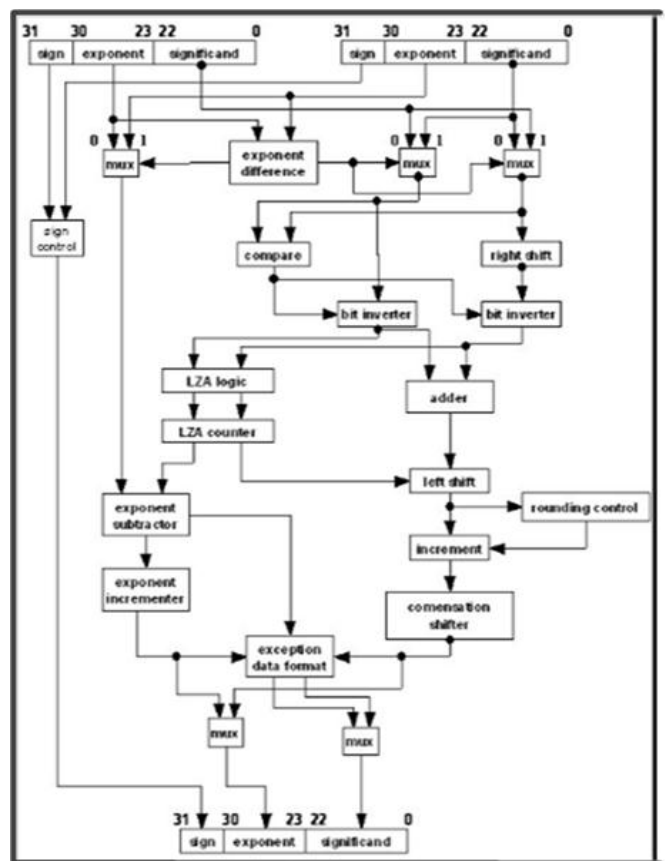 31 30 23 22 0 31 30 23 22 0
sign exponent significand sign exponent significand
0 1 0 1 0 1
mux exponent difference mux mux
sign control
compare right shift
bit inverter bit inverter
LZA logic
adder
LZA counter
left shift
exponent subtractor
rounding control
increment
exponent incrementer
comensation shifter
exception data format
mux mux
31 30 23 22 0
sign exponent significand